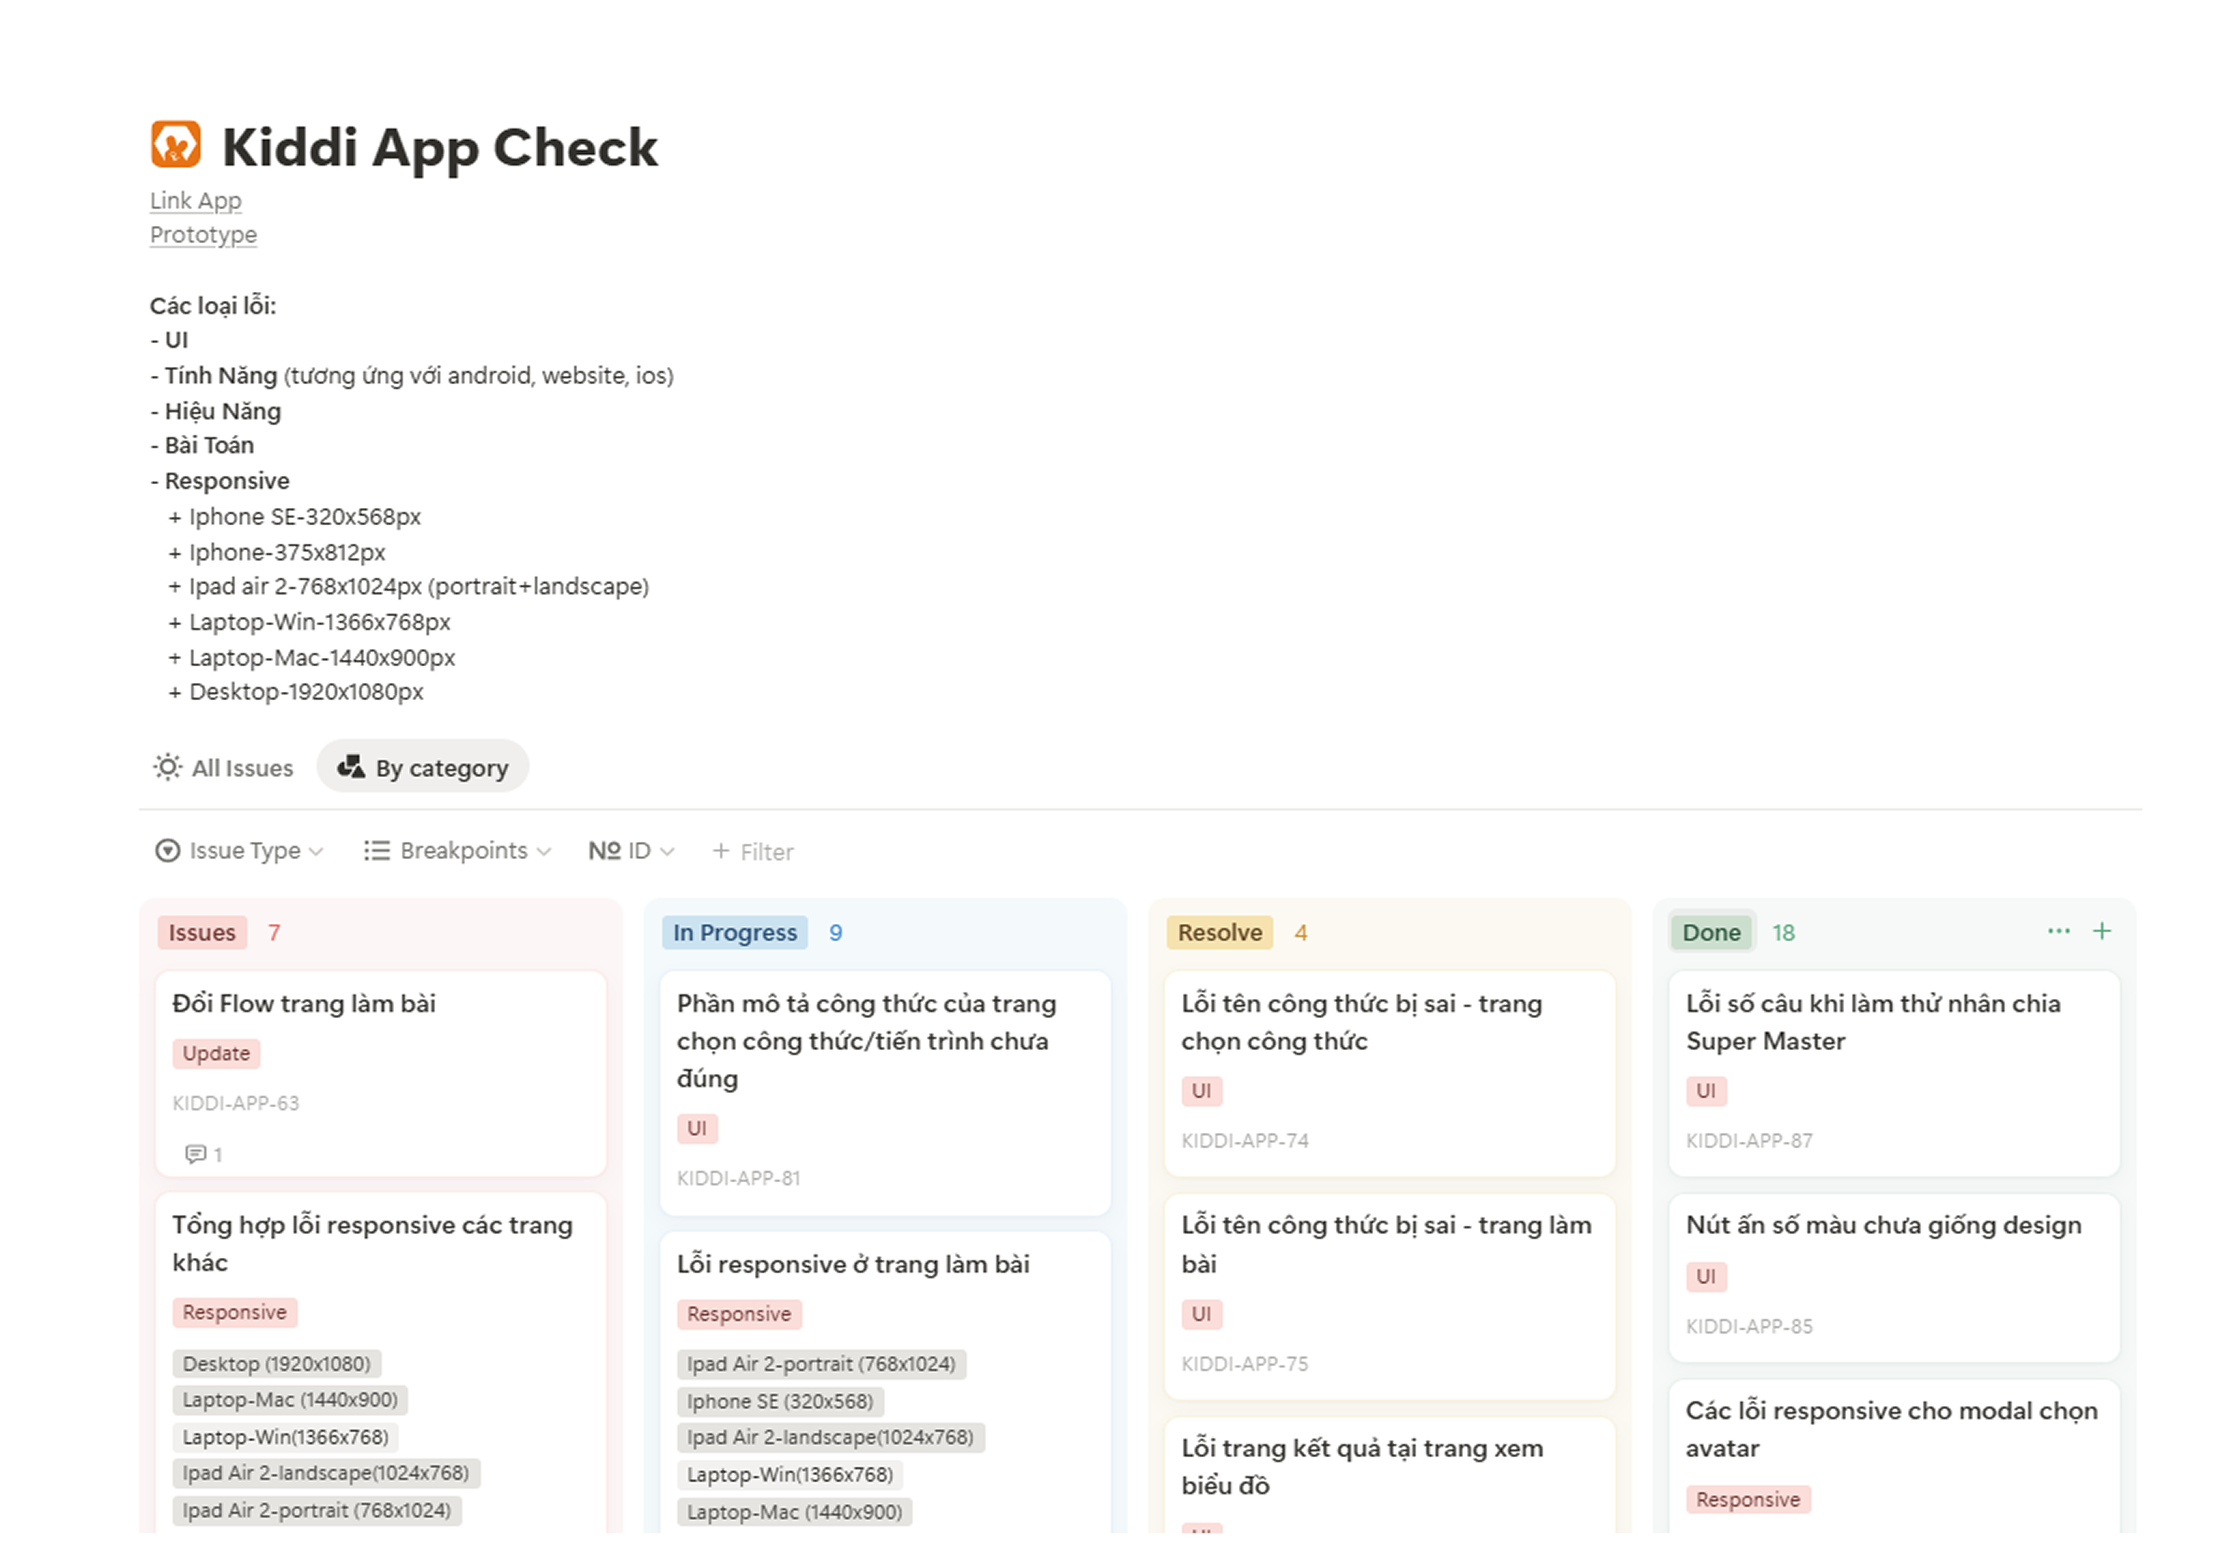 Kiddi App Check
Link App
Prototype
Các loại lỗi:
- UI
- Tính Năng (tương ứng với android, website, ios)
- Hiệu Năng
- Bài Toán
- Responsive
+ Iphone SE-320x568px
+ Iphone-375x812px
+ Ipad air 2-768x1024px (portrait+landscape)
+ Laptop-Win-1366x768px
+ Laptop-Mac-1440x900px
+ Desktop-1920x1080px
All Issues By category
Issue Type Breakpoints № ID + Filter
Issues 7
Đổi Flow trang làm bài
Update
KIDDI-APP-63
1
Tổng hợp lỗi responsive các trang
khác
Responsive
Desktop (1920x1080)
Laptop-Mac (1440x900)
Laptop-Win(1366x768)
Ipad Air 2-landscape(1024x768)
Ipad Air 2-portrait (768x1024)
In Progress 9
Phần mô tả công thức của trang
chọn công thức/tiến trình chưa
đúng
UI
KIDDI-APP-81
Lỗi responsive ở trang làm bài
Responsive
Ipad Air 2-portrait (768x1024)
Iphone SE (320x568)
Ipad Air 2-landscape(1024x768)
Laptop-Win(1366x768)
Laptop-Mac (1440x900)
Resolve 4
Lỗi tên công thức bị sai - trang
chọn công thức
UI
KIDDI-APP-74
Lỗi tên công thức bị sai - trang làm
bài
UI
KIDDI-APP-75
Lỗi trang kết quả tại trang xem
biểu đồ
Done 18 ... +
Lỗi số câu khi làm thử nhân chia
Super Master
UI
KIDDI-APP-87
Nút ấn số màu chưa giống design
UI
KIDDI-APP-85
Các lỗi responsive cho modal chọn
avatar
Responsive